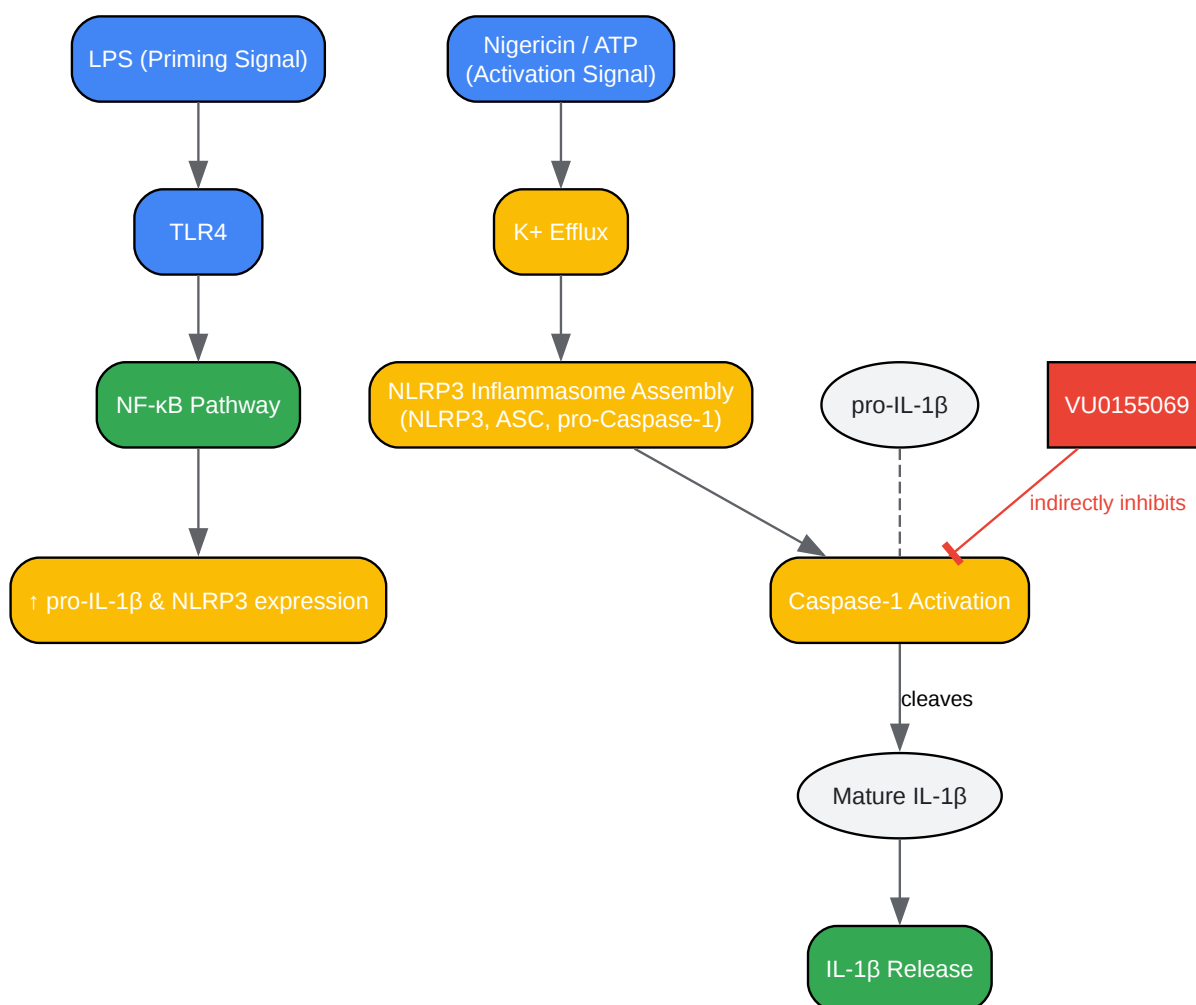 LPS (Priming Signal)
Nigericin / ATP
(Activation Signal)
TLR4
K+ Efflux
NF-κB Pathway
NLRP3 Inflammasome Assembly
(NLRP3, ASC, pro-Caspase-1)
pro-IL-1β
VU0155069
indirectly inhibits
↑ pro-IL-1β & NLRP3 expression
Caspase-1 Activation
cleaves
Mature IL-1β
IL-1β Release